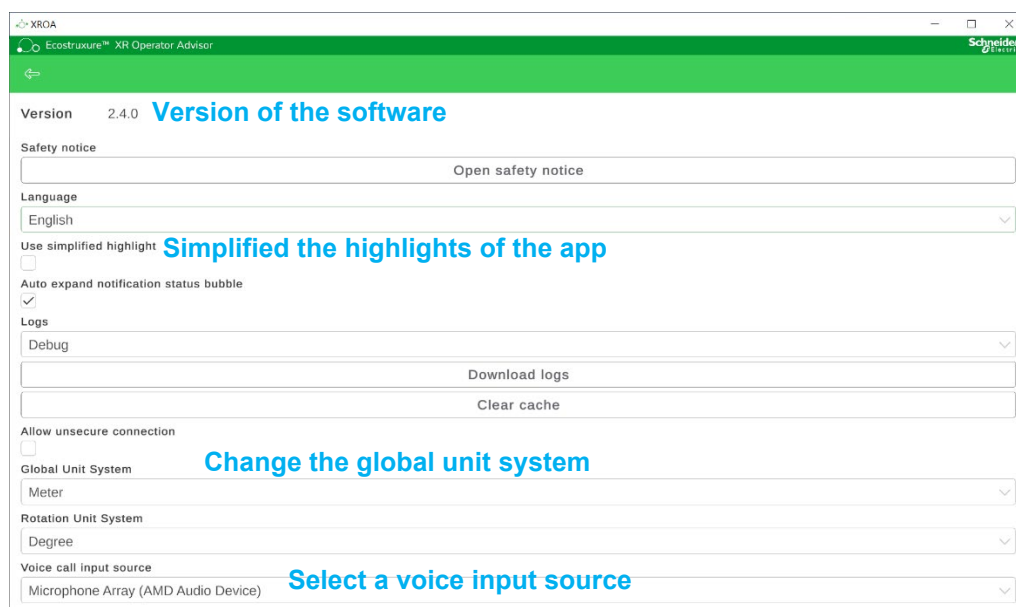 XROA
Ecostruxure™ XR Operator Advisor
Schneider
Electric
Version 2.4.0 Version of the software
Safety notice
Open safety notice
Language
English
Use simplified highlight Simplified the highlights of the app
Auto expand notification status bubble
Logs
Debug
Download logs
Clear cache
Allow unsecure connection
Change the global unit system
Global Unit System
Meter
Rotation Unit System
Degree
Voice call input source
Select a voice input source
Microphone Array (AMD Audio Device)